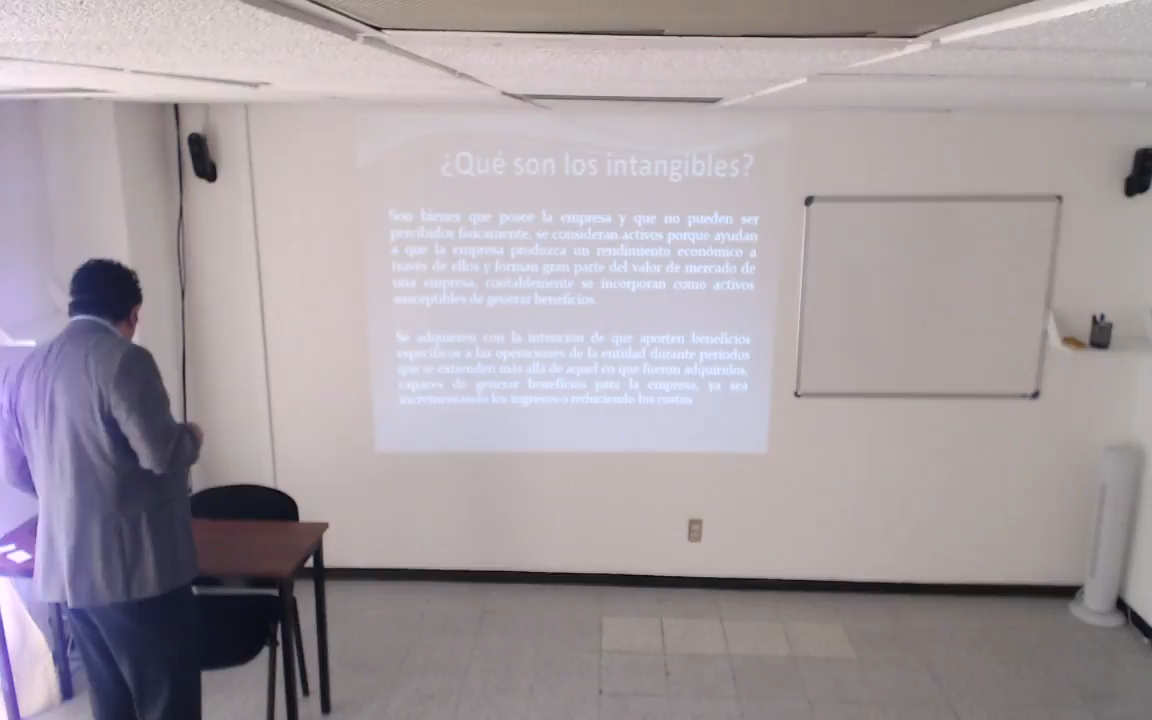 ¿Qué son los intangibles?
Son bienes que posee la empresa y que no pueden ser
percibidos físicamente, se consideran activos porque ayudan
a que la empresa produzca un rendimiento económico a
través de ellos y forman gran parte del valor de mercado de
una empresa, contablemente se incorporan como activos
susceptibles de generar beneficios.
Se adquieren con la intención de que aporten beneficios
específicos a las operaciones de la entidad durante periodos
que se extienden más allá de aquel en que fueron adquiridos,
capaces de generar beneficios para la empresa, ya sea
incrementando los ingresos o reduciendo los costos.